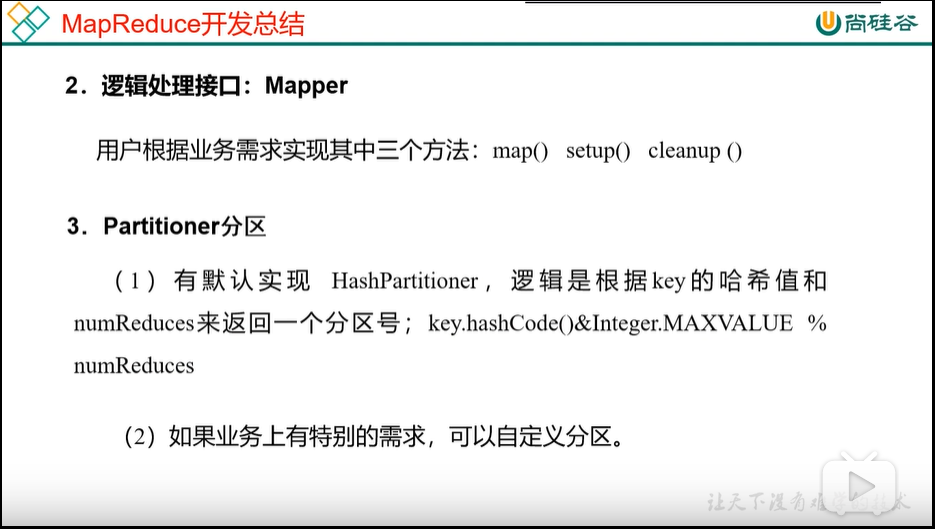 MapReduce开发总结
尚硅谷
2．逻辑处理接口：Mapper
用户根据业务需求实现其中三个方法：map() setup() cleanup ()
3．Partitioner分区
（1）有默认实现 HashPartitioner，逻辑是根据key的哈希值和
numReduces来返回一个分区号；key.hashCode()&Integer.MAXVALUE %
numReduces
（2）如果业务上有特别的需求，可以自定义分区。
让天下没有难学的技术